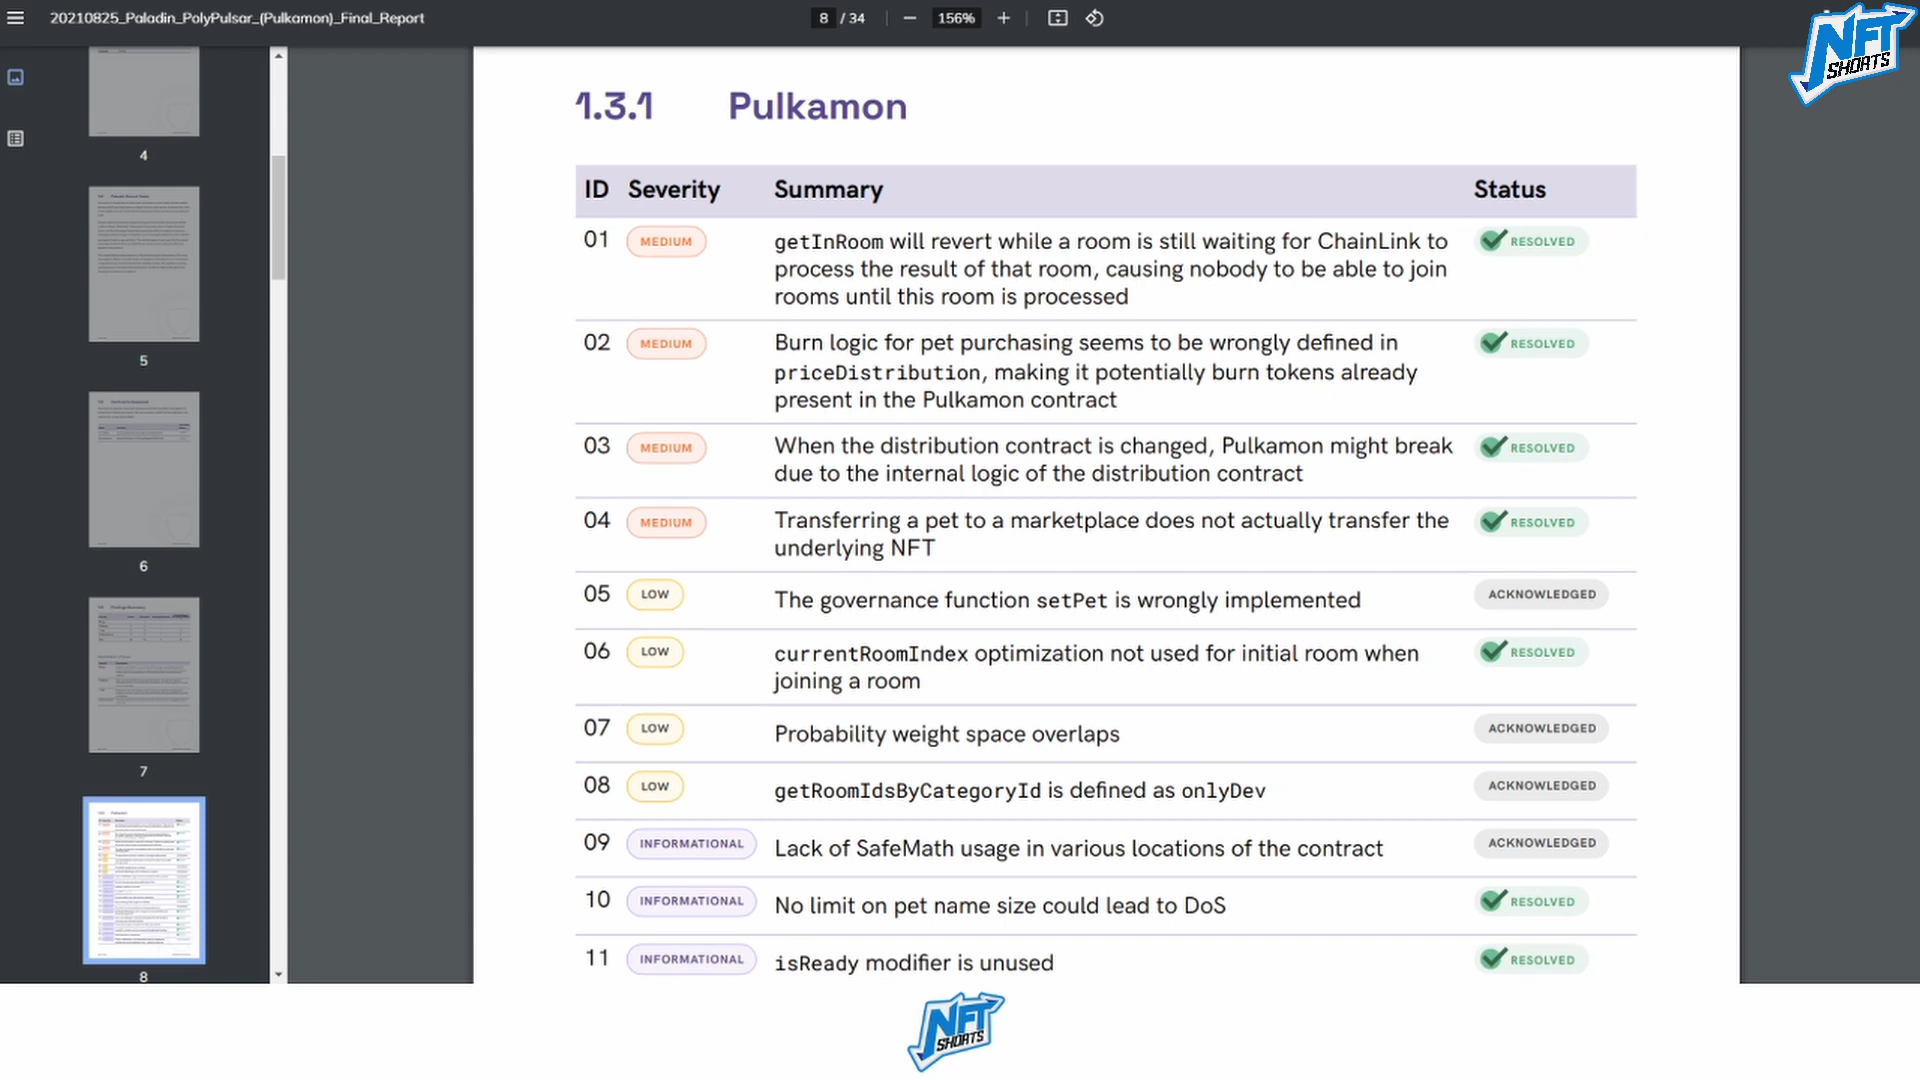 20210825_Paladin_PolyPulsar_(Pulkamon)_Final_Report
8 / 34
156%
NFT
SHORTS
4
5
6
7
8
1.3.1 Pulkamon
ID Severity Summary Status
01 MEDIUM getInRoom will revert while a room is still waiting for ChainLink to RESOLVED
process the result of that room, causing nobody to be able to join
rooms until this room is processed
02 MEDIUM Burn logic for pet purchasing seems to be wrongly defined in RESOLVED
priceDistribution, making it potentially burn tokens already
present in the Pulkamon contract
03 MEDIUM When the distribution contract is changed, Pulkamon might break RESOLVED
due to the internal logic of the distribution contract
04 MEDIUM Transferring a pet to a marketplace does not actually transfer the RESOLVED
underlying NFT
05 LOW The governance function setPet is wrongly implemented ACKNOWLEDGED
06 LOW currentRoomIndex optimization not used for initial room when RESOLVED
joining a room
07 LOW Probability weight space overlaps ACKNOWLEDGED
08 LOW getRoomIdsByCategoryId is defined as onlyDev ACKNOWLEDGED
09 INFORMATIONAL Lack of SafeMath usage in various locations of the contract ACKNOWLEDGED
10 INFORMATIONAL No limit on pet name size could lead to DoS RESOLVED
11 INFORMATIONAL isReady modifier is unused RESOLVED
NFT
SHORTS